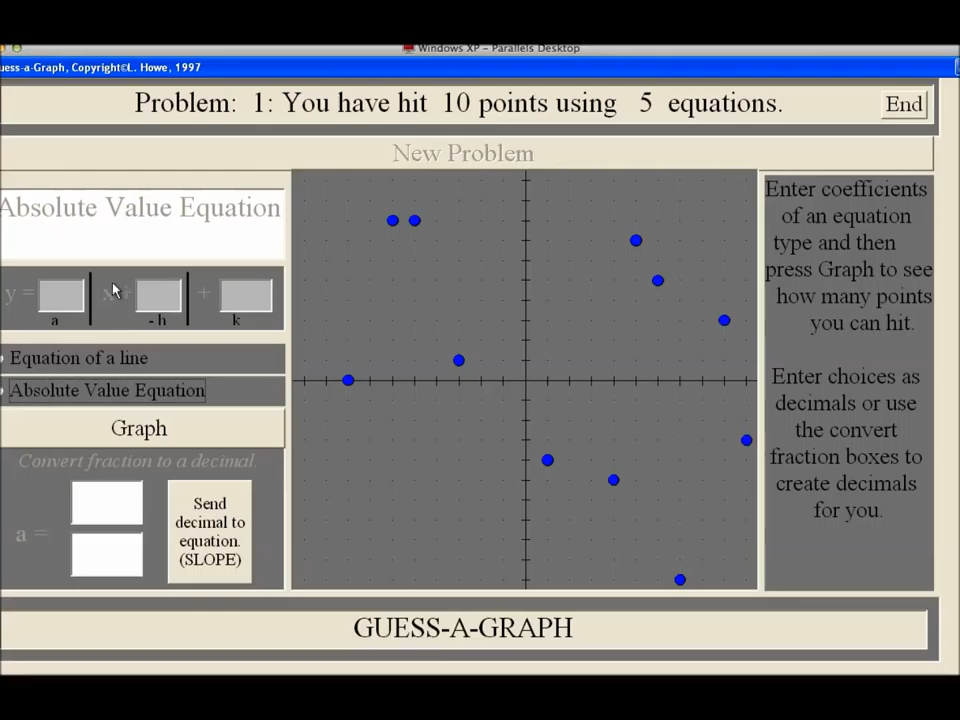 Windows XP - Parallels Desktop
uess-a-Graph, Copyright©L. Howe, 1997
Problem: 1: You have hit 10 points using 5 equations.
End
New Problem
Absolute Value Equation
y = | x + | +
a - h k
Equation of a line
Absolute Value Equation
Graph
Convert fraction to a decimal.
a =
Send
decimal to
equation.
(SLOPE)
Enter coefficients
of an equation
type and then
press Graph to see
how many points
you can hit.
Enter choices as
decimals or use
the convert
fraction boxes to
create decimals
for you.
GUESS-A-GRAPH